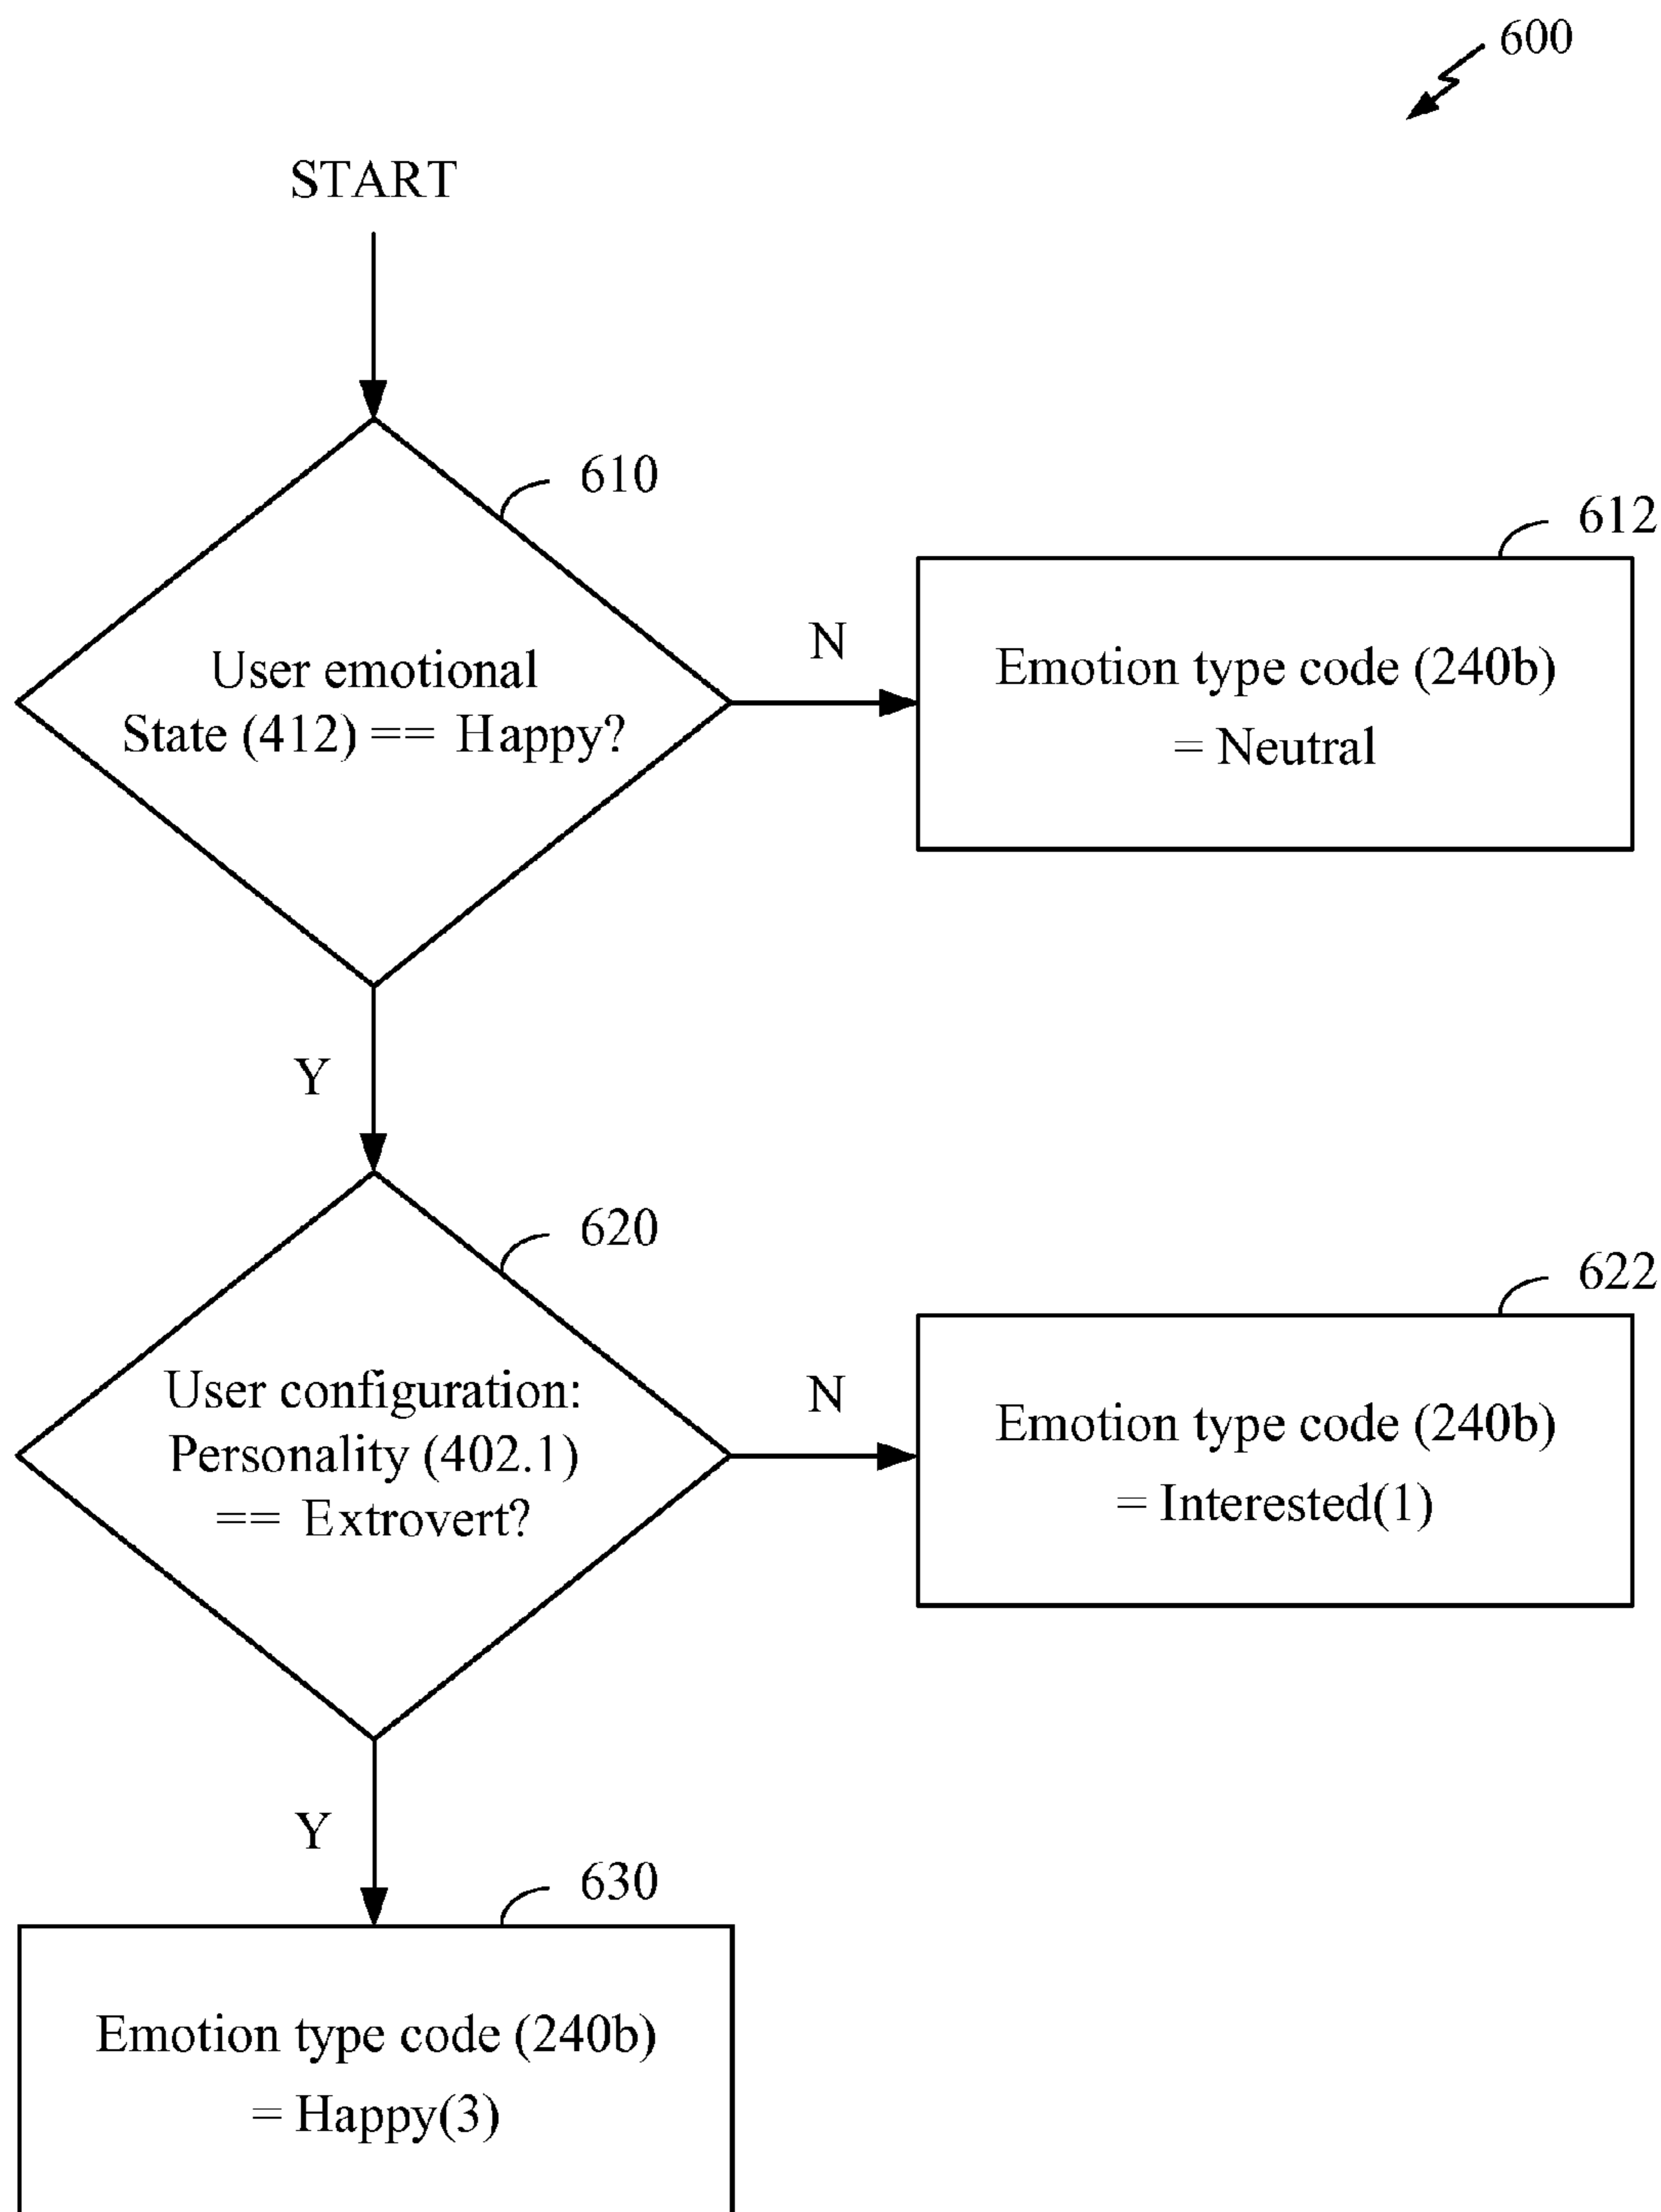 600
START
610
612
User emotional
State (412) == Happy?
N
Emotion type code (240b)
= Neutral
Y
620
622
User configuration:
Personality (402.1)
== Extrovert?
N
Emotion type code (240b)
= Interested(1)
Y
630
Emotion type code (240b)
= Happy(3)